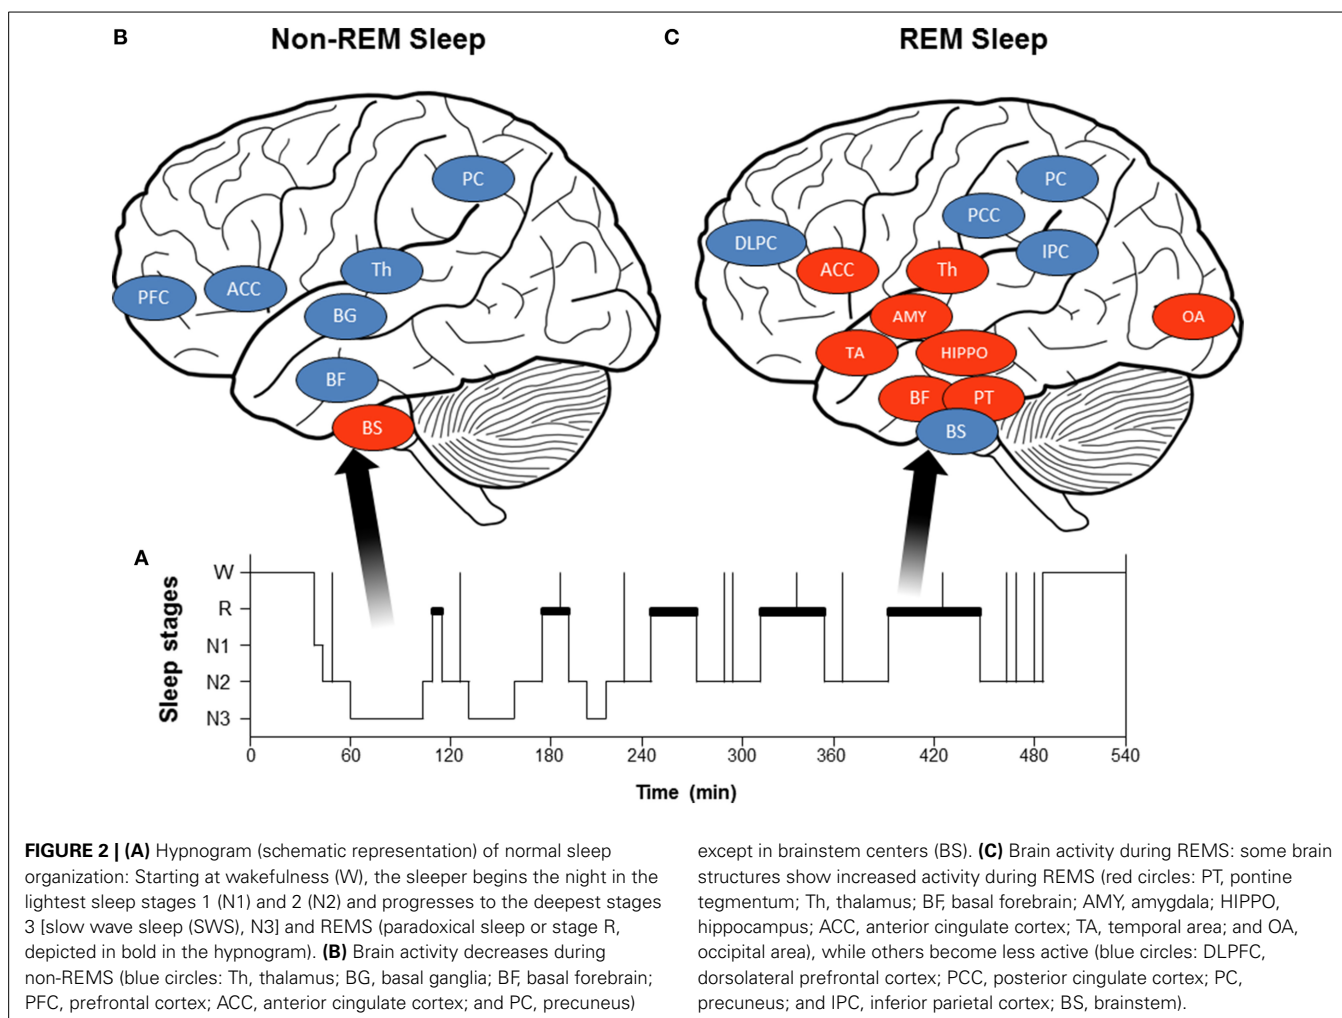 B
Non-REM Sleep
C
REM Sleep
PC
Th
PFC
ACC
BG
BF
BS
PC
PCC
DLPC
IPC
ACC
Th
AMY
OA
TA
HIPPO
BF
PT
BS
A
Sleep stages
W
R
N1
N2
N3
0 60 120 180 240 300 360 420 480 540
Time (min)
FIGURE 2 | (A) Hypnogram (schematic representation) of normal sleep
organization: Starting at wakefulness (W), the sleeper begins the night in the
lightest sleep stages 1 (N1) and 2 (N2) and progresses to the deepest stages
3 [slow wave sleep (SWS), N3] and REMS (paradoxical sleep or stage R,
depicted in bold in the hypnogram). (B) Brain activity decreases during
non-REMS (blue circles: Th, thalamus; BG, basal ganglia; BF, basal forebrain;
PFC, prefrontal cortex; ACC, anterior cingulate cortex; and PC, precuneus)
except in brainstem centers (BS). (C) Brain activity during REMS: some brain
structures show increased activity during REMS (red circles: PT, pontine
tegmentum; Th, thalamus; BF, basal forebrain; AMY, amygdala; HIPPO,
hippocampus; ACC, anterior cingulate cortex; TA, temporal area; and OA,
occipital area), while others become less active (blue circles: DLPFC,
dorsolateral prefrontal cortex; PCC, posterior cingulate cortex; PC,
precuneus; and IPC, inferior parietal cortex; BS, brainstem).